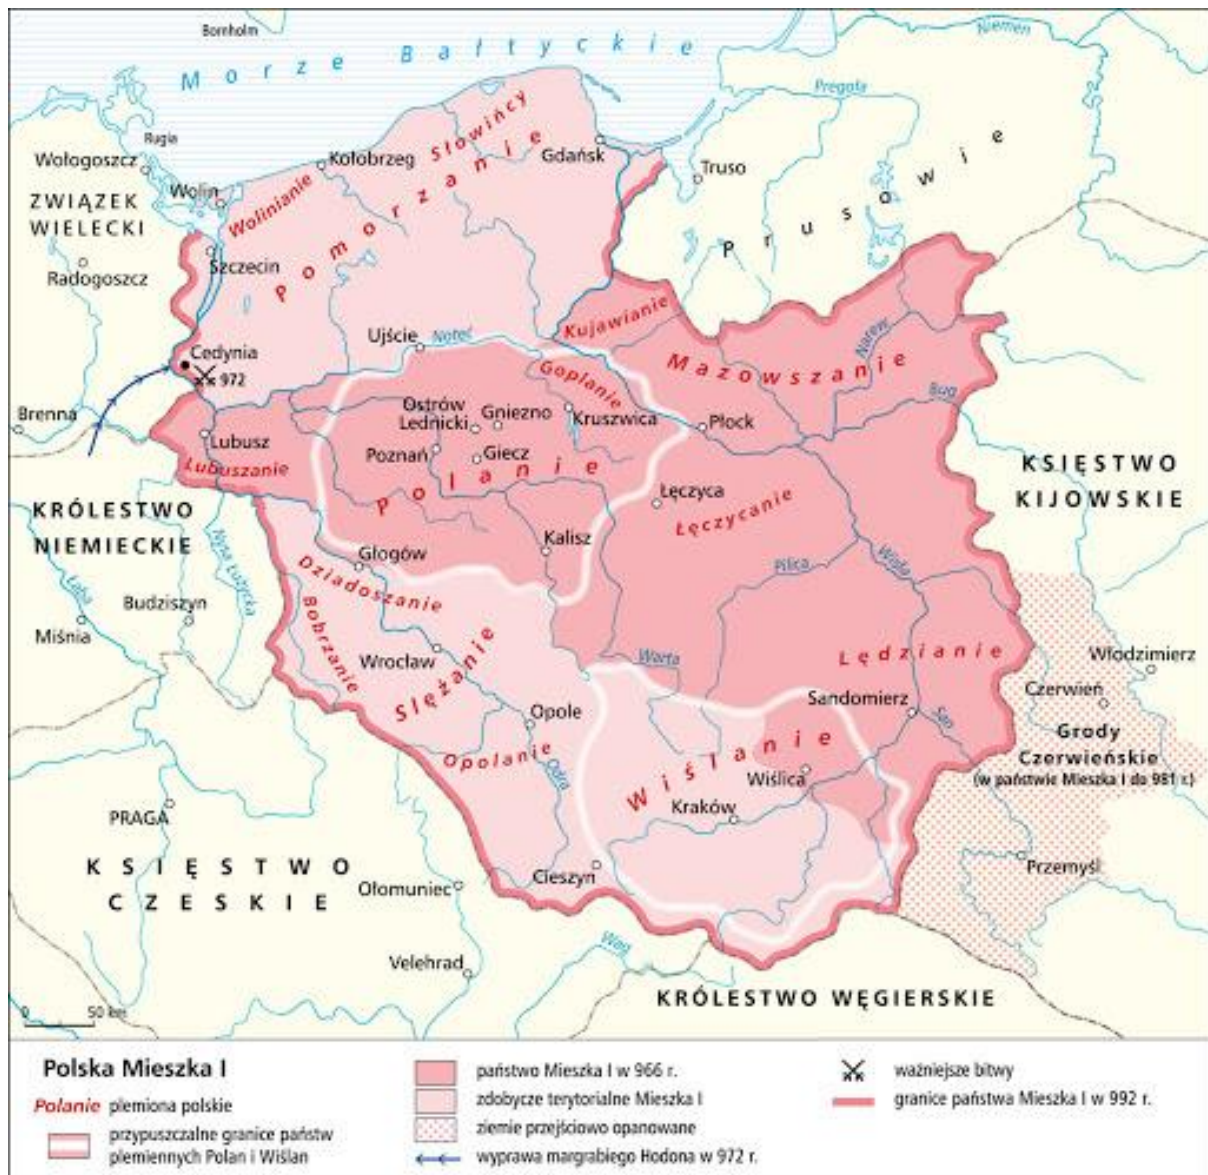 Bornholm
Morze Bałtyckie
Niemen
Pregoła
Rugia
Wołogoszcz
Wolin
Kołobrzeg
Słowińcy
Gdańsk
Truso
ZWIĄZEK
WIELECKI
Wolinianie
Pomorzanie
Prusowie
Radogoszcz
Szczecin
Ujście
Noteć
Kujawianie
Mazowszanie
Narew
Cedynia
972
Goplanie
Bug
Brenna
Lubusz
Lubuszanie
Ostrów
Lednicki
Gniezno
Kruszwica
Płock
Poznań
Giecz
Polanie
Łęczyca
Łęczycanie
KSIĘSTWO
KIJOWSKIE
KRÓLESTWO
NIEMIECKIE
Nysa Łużycka
Łaba
Budziszyn
Miśnia
Głogów
Kalisz
Dziadoszanie
Bobrzanie
Pilica
Wisła
Wrocław
Ślężanie
Warta
Lędzianie
Włodzimierz
Sandomierz
San
Czerwień
Grody
Czerwieńskie
(w państwie Mieszka I do 981 r.)
Opole
Opolanie
Odra
Wiślanie
Wiślica
Kraków
PRAGA
KSIĘSTWO
CZESKIE
Cieszyn
Przemyśl
Ołomuniec
Velehrad
Wag
KRÓLESTWO WĘGIERSKIE
0 50 km
Polska Mieszka I
Polanie plemiona polskie
przypuszczalne granice państw
plemiennych Polan i Wiślan
państwo Mieszka I w 966 r.
zdobycze terytorialne Mieszka I
ziemie przejściowo opanowane
wyprawa margrabiego Hodona w 972 r.
ważniejsze bitwy
granice państwa Mieszka I w 992 r.